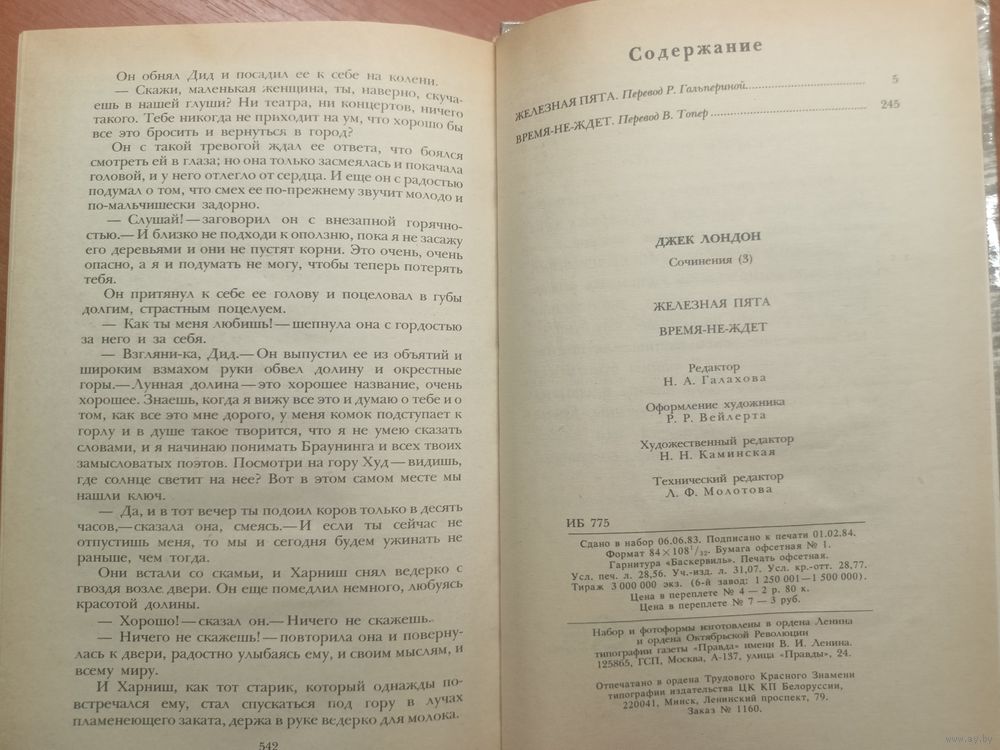 Он обнял Дид и посадил ее к себе на колени.
— Скажи, маленькая женщина, ты, наверно, скуча-
ешь в нашей глуши? Ни театра, ни концертов, ничего
такого. Тебе никогда не приходит на ум, что хорошо бы
все это бросить и вернуться в город?
Он с такой тревогой ждал ее ответа, что боялся
смотреть ей в глаза; но она только засмеялась и покачала
головой, и у него отлегло от сердца. И еще он с радостью
подумал о том, что смех ее по-прежнему звучит молодо и
по-мальчишески задорно.
— Слушай!—заговорил он с внезапной горячно-
стью.—И близко не подходи к оползню, пока я не засажу
его деревьями и они не пустят корни. Это очень, очень
опасно, а я и подумать не могу, чтобы теперь потерять
тебя.
Он притянул к себе ее голову и поцеловал в губы
долгим, страстным поцелуем.
— Как ты меня любишь!—шепнула она с гордостью
за него и за себя.
— Взгляни-ка, Дид.—Он выпустил ее из объятий и
широким взмахом руки обвел долину и окрестные
горы.—Лунная долина—это хорошее название, очень
хорошее. Знаешь, когда я вижу все это и думаю о тебе и о
том, как все это мне дорого, у меня комок подступает к
горлу и в душе такое творится, что я не умею сказать
словами, и я начинаю понимать Браунинга и всех твоих
замысловатых поэтов. Посмотри на гору Худ—видишь,
где солнце светит на нее? Вот в этом самом месте мы
нашли ключ.
— Да, и в тот вечер ты подоил коров только в десять
часов,—сказала она, смеясь.—И если ты сейчас не
отпустишь меня, то мы и сегодня будем ужинать не
раньше, чем тогда.
Они встали со скамьи, и Харниш снял ведерко с
гвоздя возле двери. Он еще помедлил немного, любуясь
красотой долины.
— Хорошо!—сказал он.—Ничего не скажешь.
— Ничего не скажешь!—повторила она и поверну-
лась к двери, радостно улыбаясь ему, и своим мыслям, и
всему миру.
И Харниш, как тот старик, который однажды по-
встречался ему, стал спускаться под гору в лучах
пламенеющего заката, держа в руке ведерко для молока.
542
Содержание
ЖЕЛЕЗНАЯ ПЯТА. Перевод Р. Гальпериной 5
ВРЕМЯ-НЕ-ЖДЕТ. Перевод В. Топер 245
ДЖЕК ЛОНДОН
Сочинения (3)
ЖЕЛЕЗНАЯ ПЯТА
ВРЕМЯ-НЕ-ЖДЕТ
Редактор
Н. А. Галахова
Оформление художника
Р. Р. Вейлерта
Художественный редактор
Н. Н. Каминская
Технический редактор
Л. Ф. Молотова
ИБ 775
Сдано в набор 06.06.83. Подписано к печати 01.02.84.
Формат 84×108¹/₃₂. Бумага офсетная № 1.
Гарнитура «Баскервиль». Печать офсетная.
Усл. печ. л. 28,56. Уч.-изд. л. 31,07. Усл. кр.-отт. 28,77.
Тираж 3 000 000 экз. (6-й завод: 1 250 001—1 500 000).
Цена в переплете № 4 — 2 р. 80 к.
Цена в переплете № 7 — 3 руб.
Набор и фотоформы изготовлены в ордена Ленина
и ордена Октябрьской Революции
типографии газеты «Правда» имени В. И. Ленина.
125865, ГСП, Москва, А-137, улица «Правды», 24.
Отпечатано в ордена Трудового Красного Знамени
типографии издательства ЦК КП Белоруссии,
220041, Минск, Ленинский проспект, 79.
Заказ № 1160.
www.ay.by